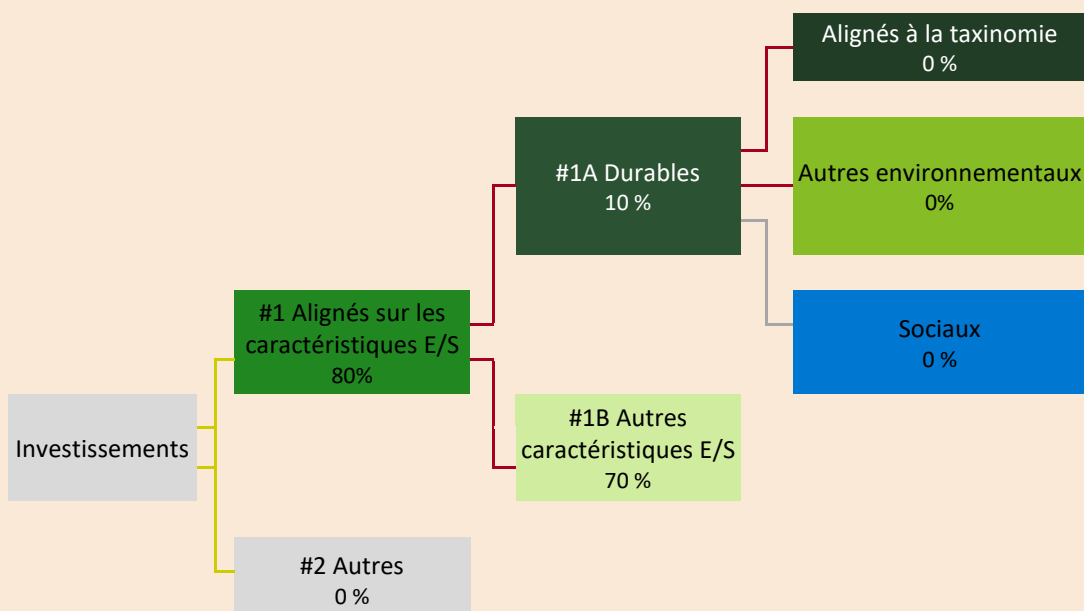 Alignés à la taxinomie
0 %
#1A Durables
10 %
Autres environnementaux
0%
#1 Alignés sur les
caractéristiques E/S
80%
Sociaux
0 %
Investissements
#1B Autres
caractéristiques E/S
70 %
#2 Autres
0 %